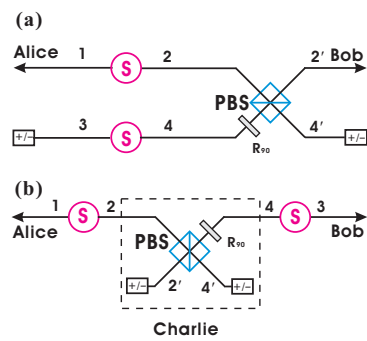 (a)
Alice 1 S 2 2' Bob
PBS
+/- 3 S 4 R90 4' +/-
(b)
1 S 2 4 S 3
Alice PBS R90 Bob
+/- 2' 4' +/-
Charlie